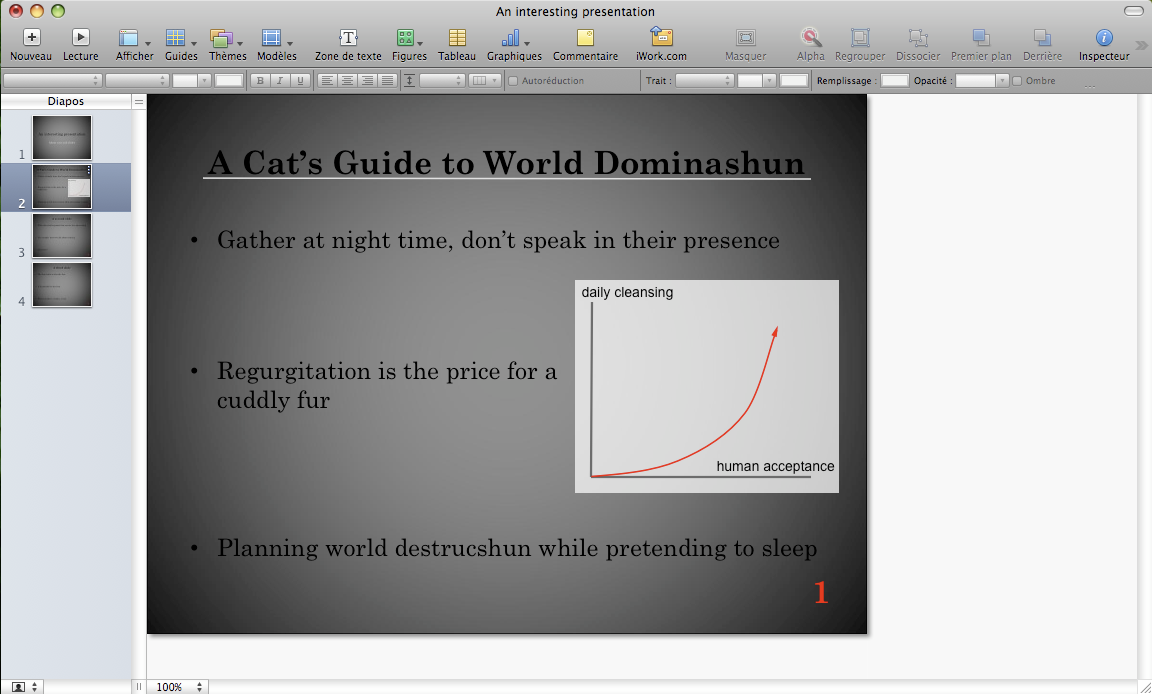 An interesting presentation
Nouveau Lecture Afficher Guides Thèmes Modèles Zone de texte Figures Tableau Graphiques Commentaire iWork.com Masquer Alpha Regrouper Dissocier Premier plan Derrière Inspecteur
B I U Autoréduction Trait : Remplissage : Opacité : Ombre
Diapos
1
2
3
4
A Cat's Guide to World Dominashun
• Gather at night time, don't speak in their presence
daily cleansing
• Regurgitation is the price for a
cuddly fur
human acceptance
• Planning world destrucshun while pretending to sleep
1
100%